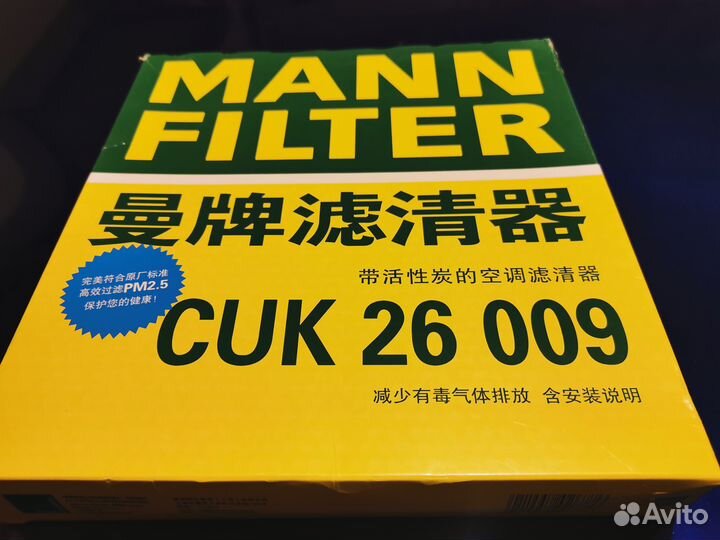 MANN
FILTER
曼牌滤清器
完美符合原厂标准
高效过滤PM2.5
保护您的健康！
带活性炭的空调滤清器
CUK 26 009
减少有毒气体排放 含安装说明
Avito